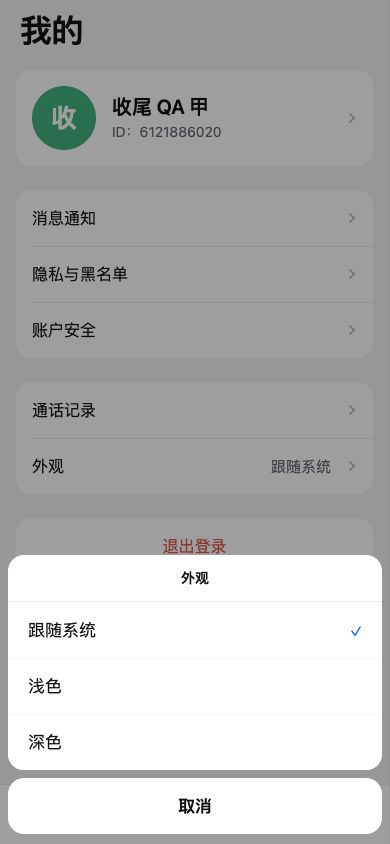 我的
收
收尾 QA 甲
ID：6121886020
消息通知
隐私与黑名单
账户安全
通话记录
外观
跟随系统
退出登录
外观
跟随系统
浅色
深色
取消